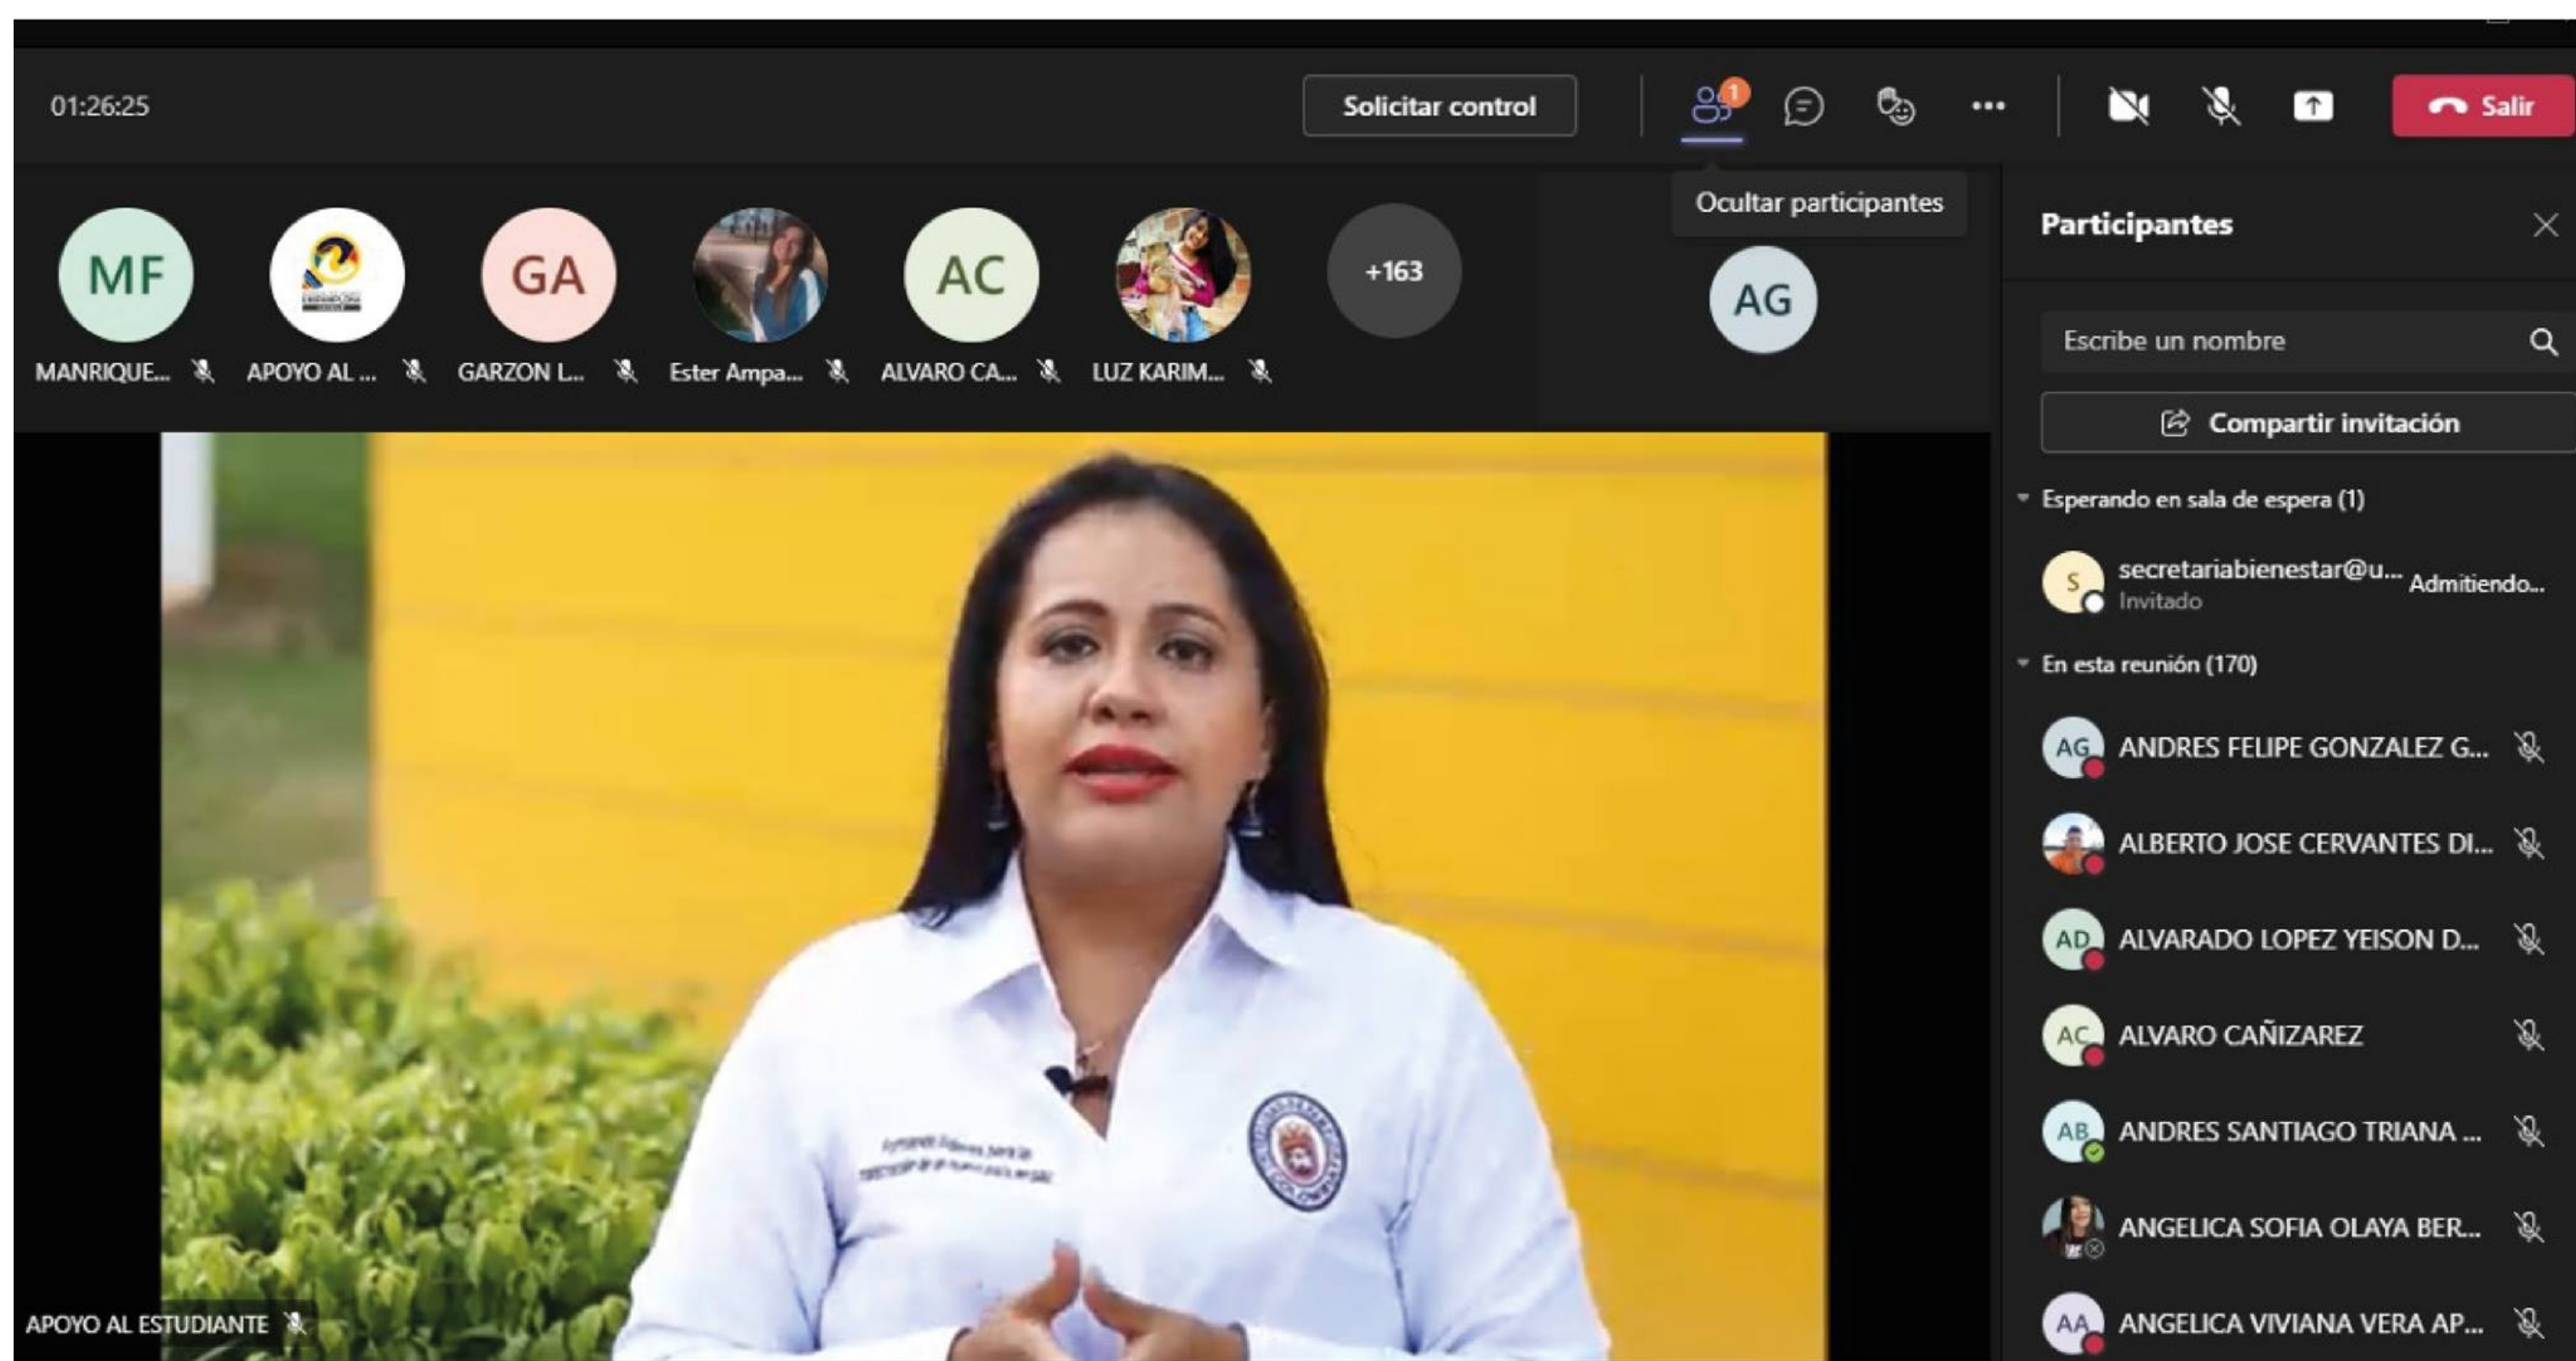 01:26:25
Solicitar control
1
Salir
Ocultar participantes
MF
GA
AC
+163
AG
MANRIQUE...
APOYO AL ...
GARZON L...
Ester Ampa...
ALVARO CA...
LUZ KARIM...
Participantes
Escribe un nombre
Compartir invitación
Esperando en sala de espera (1)
S
secretariabienestar@u...
Admitiendo...
Invitado
En esta reunión (170)
AG ANDRES FELIPE GONZALEZ G...
ALBERTO JOSE CERVANTES DI...
AD ALVARADO LOPEZ YEISON D...
AC ALVARO CAÑIZAREZ
AB ANDRES SANTIAGO TRIANA ...
ANGELICA SOFIA OLAYA BER...
AA ANGELICA VIVIANA VERA AP...
COLOMBIA
APOYO AL ESTUDIANTE